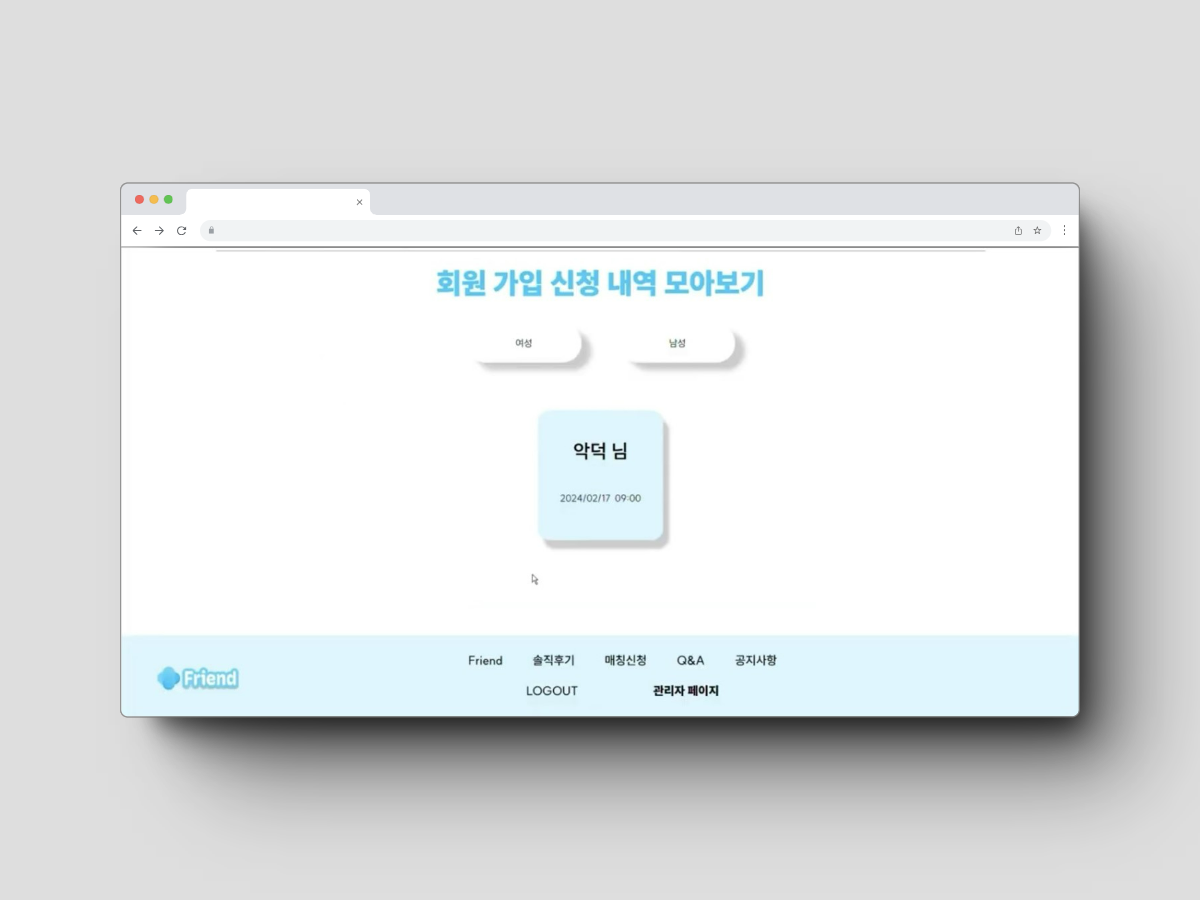 회원 가입 신청 내역 모아보기
여성 남성
악덕 님
2024/02/17 09:00
Friend
Friend 솔직후기 매칭신청 Q&A 공지사항
LOGOUT 관리자 페이지